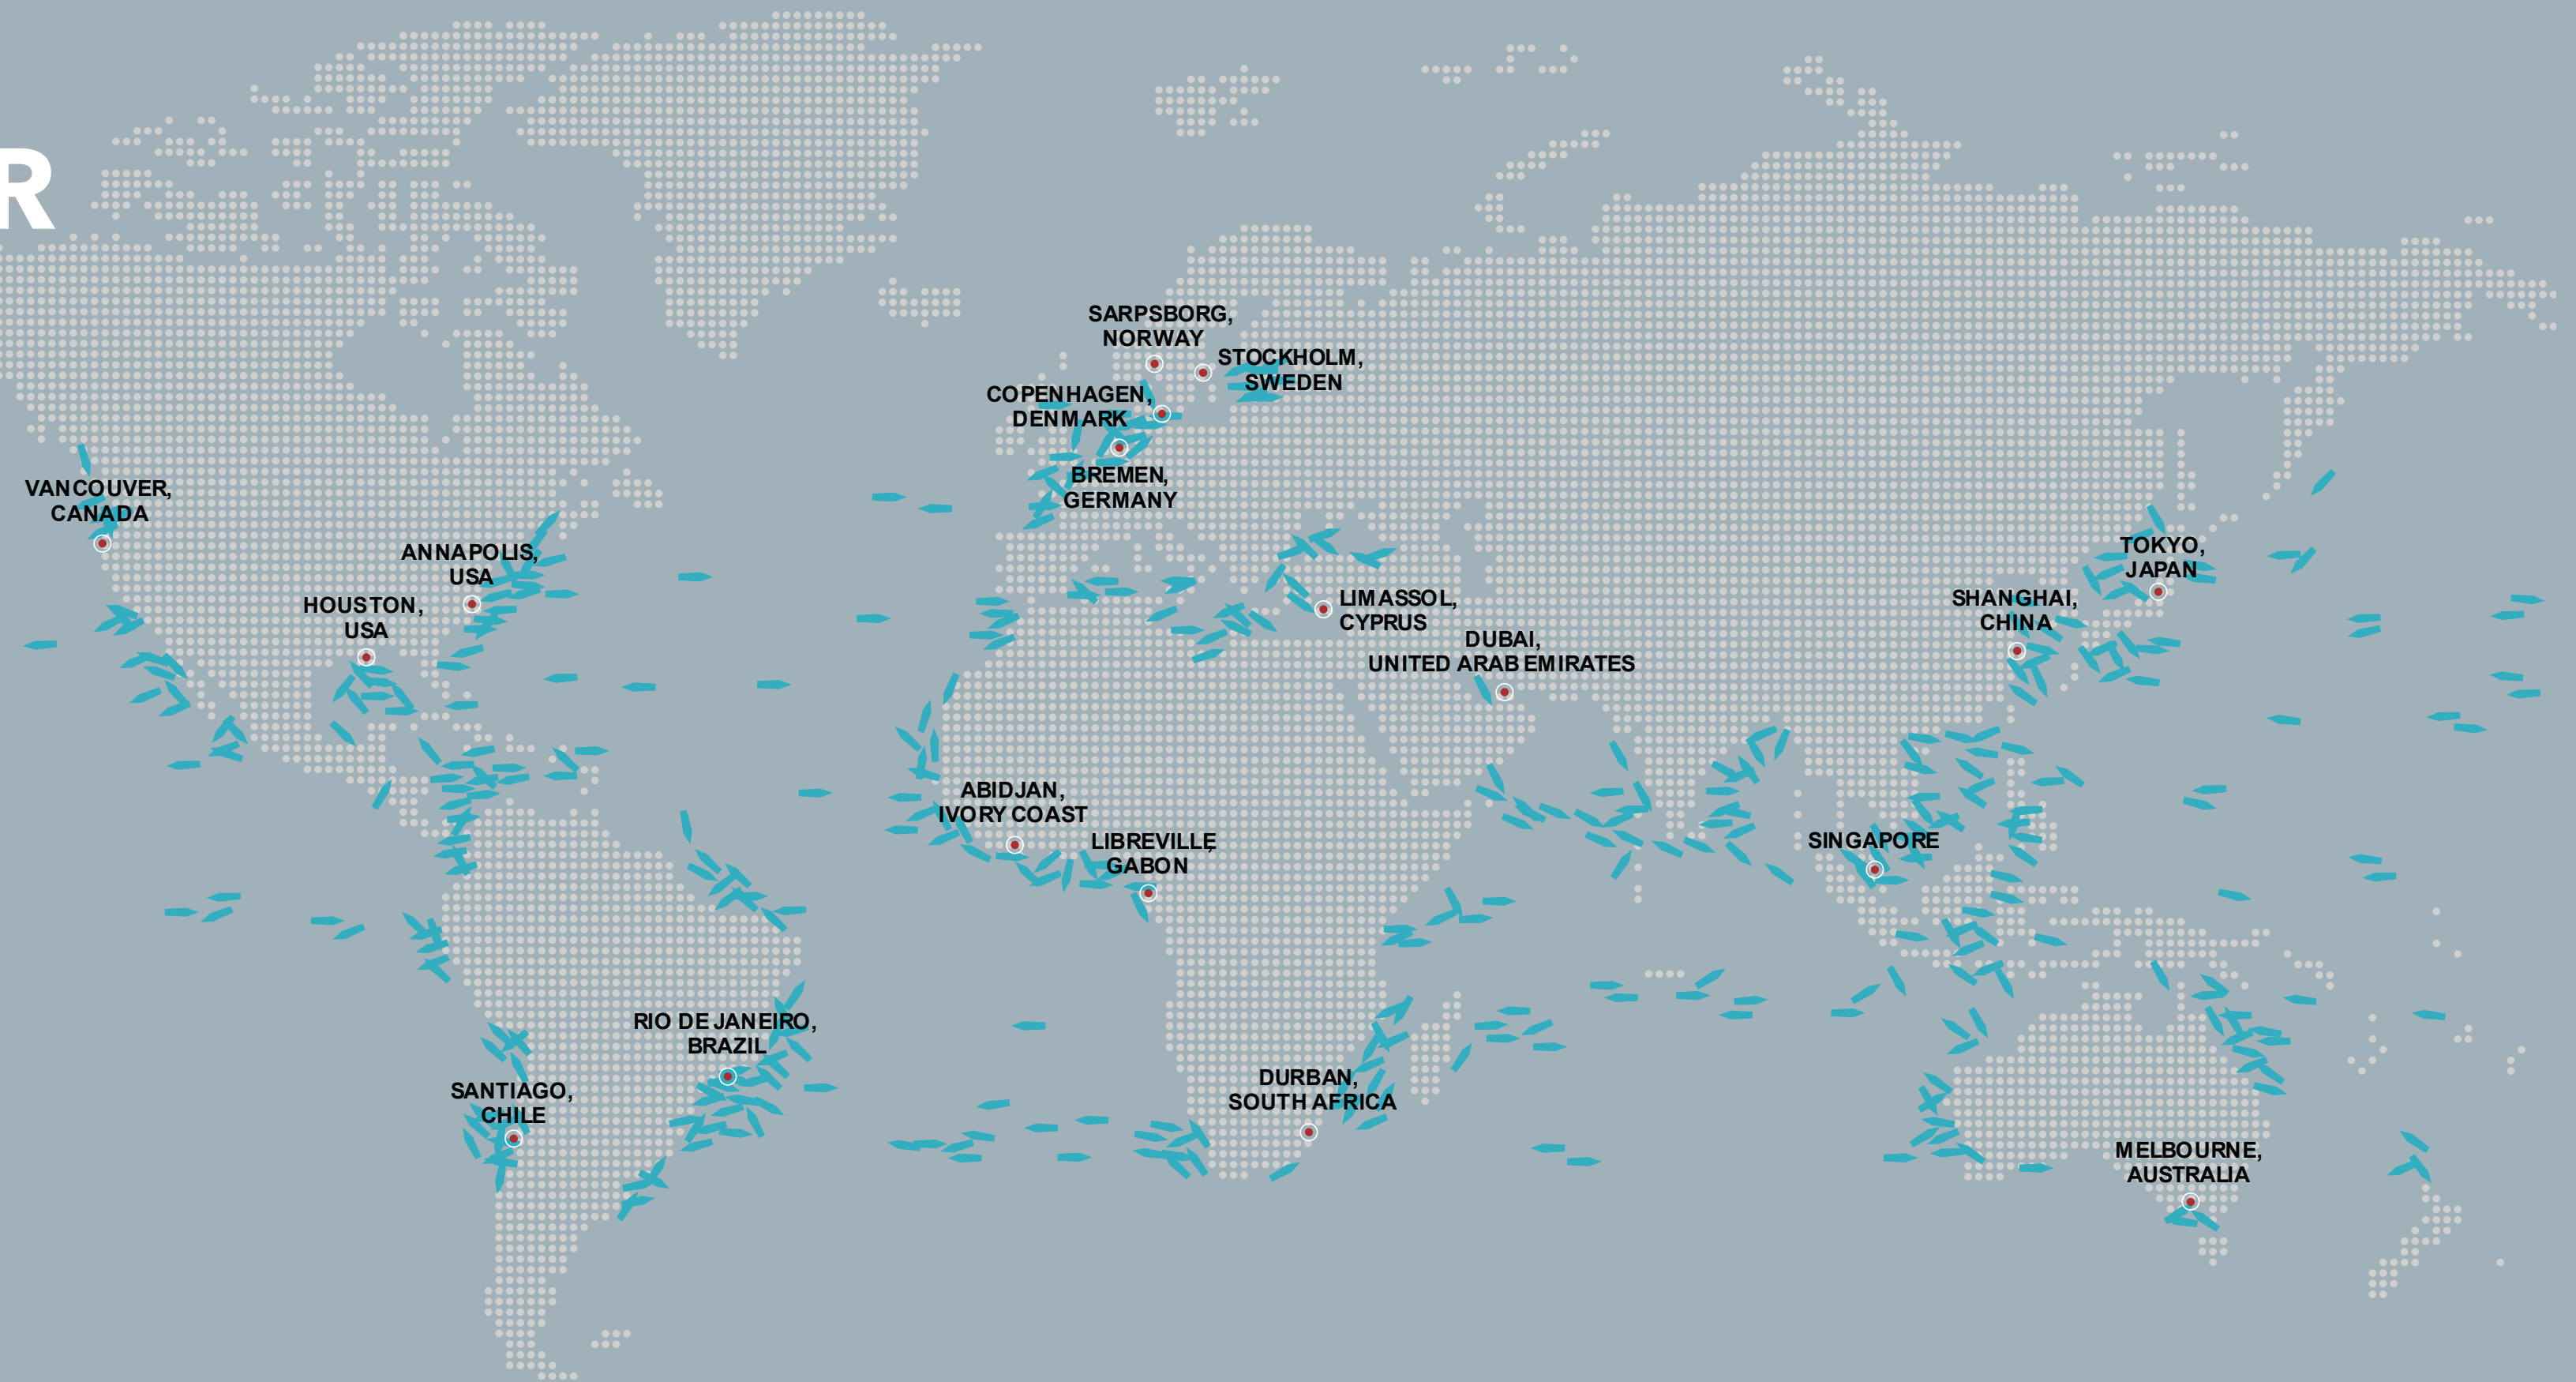 R
SARPSBORG,
NORWAY
STOCKHOLM,
SWEDEN
COPENHAGEN,
DENMARK
BREMEN,
GERMANY
VANCOUVER,
CANADA
ANNAPOLIS,
USA
HOUSTON,
USA
LIMASSOL,
CYPRUS
DUBAI,
UNITED ARAB EMIRATES
TOKYO,
JAPAN
SHANGHAI,
CHINA
ABIDJAN,
IVORY COAST
LIBREVILLE,
GABON
SINGAPORE
RIO DE JANEIRO,
BRAZIL
SANTIAGO,
CHILE
DURBAN,
SOUTH AFRICA
MELBOURNE,
AUSTRALIA